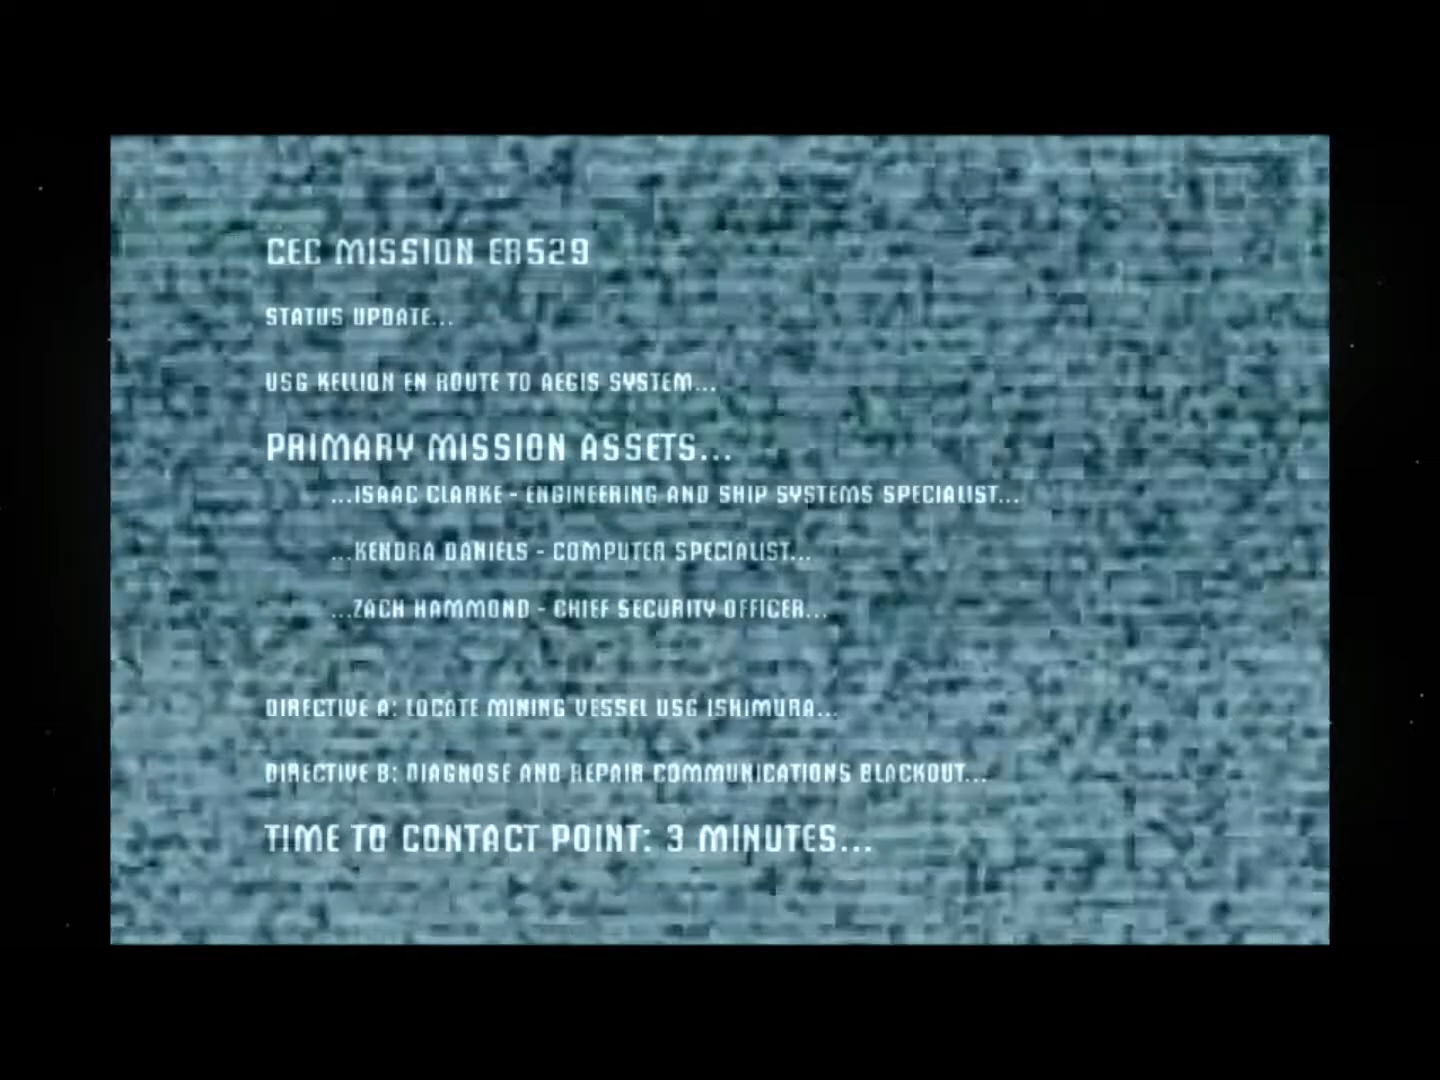 CEC MISSION ER529
STATUS UPDATE...
USG KELLION EN ROUTE TO AEGIS SYSTEM...
PRIMARY MISSION ASSETS...
...ISAAC CLARKE - ENGINEERING AND SHIP SYSTEMS SPECIALIST...
...KENDRA DANIELS - COMPUTER SPECIALIST...
...ZACH HAMMOND - CHIEF SECURITY OFFICER...
DIRECTIVE A: LOCATE MINING VESSEL USG ISHIMURA...
DIRECTIVE B: DIAGNOSE AND REPAIR COMMUNICATIONS BLACKOUT...
TIME TO CONTACT POINT: 3 MINUTES...